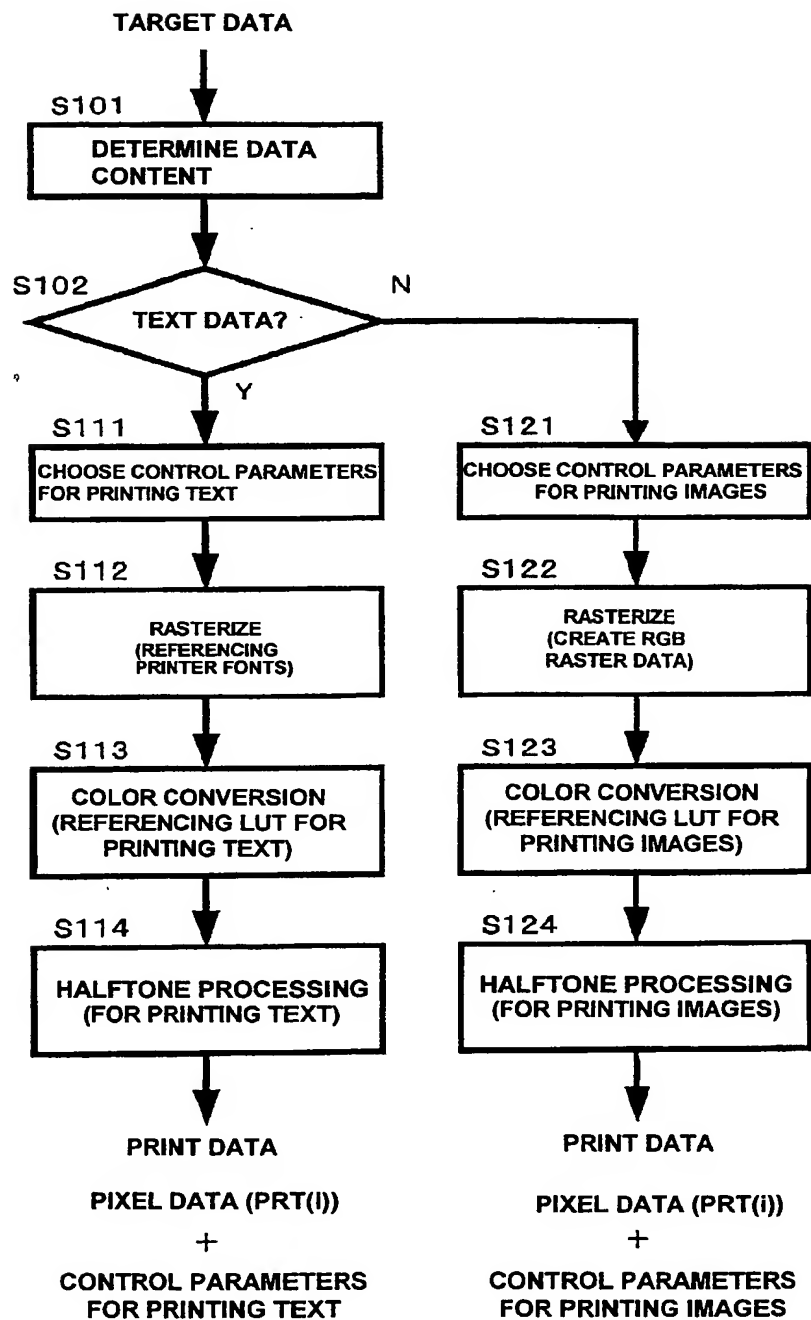 TARGET DATA
S101
DETERMINE DATA
CONTENT
S102
TEXT DATA?
N
Y
S111
CHOOSE CONTROL PARAMETERS
FOR PRINTING TEXT
S112
RASTERIZE
(REFERENCING
PRINTER FONTS)
S113
COLOR CONVERSION
(REFERENCING LUT FOR
PRINTING TEXT)
S114
HALFTONE PROCESSING
(FOR PRINTING TEXT)
PRINT DATA
PIXEL DATA (PRT(I))
+
CONTROL PARAMETERS
FOR PRINTING TEXT
S121
CHOOSE CONTROL PARAMETERS
FOR PRINTING IMAGES
S122
RASTERIZE
(CREATE RGB
RASTER DATA)
S123
COLOR CONVERSION
(REFERENCING LUT FOR
PRINTING IMAGES)
S124
HALFTONE PROCESSING
(FOR PRINTING IMAGES)
PRINT DATA
PIXEL DATA (PRT(i))
+
CONTROL PARAMETERS
FOR PRINTING IMAGES